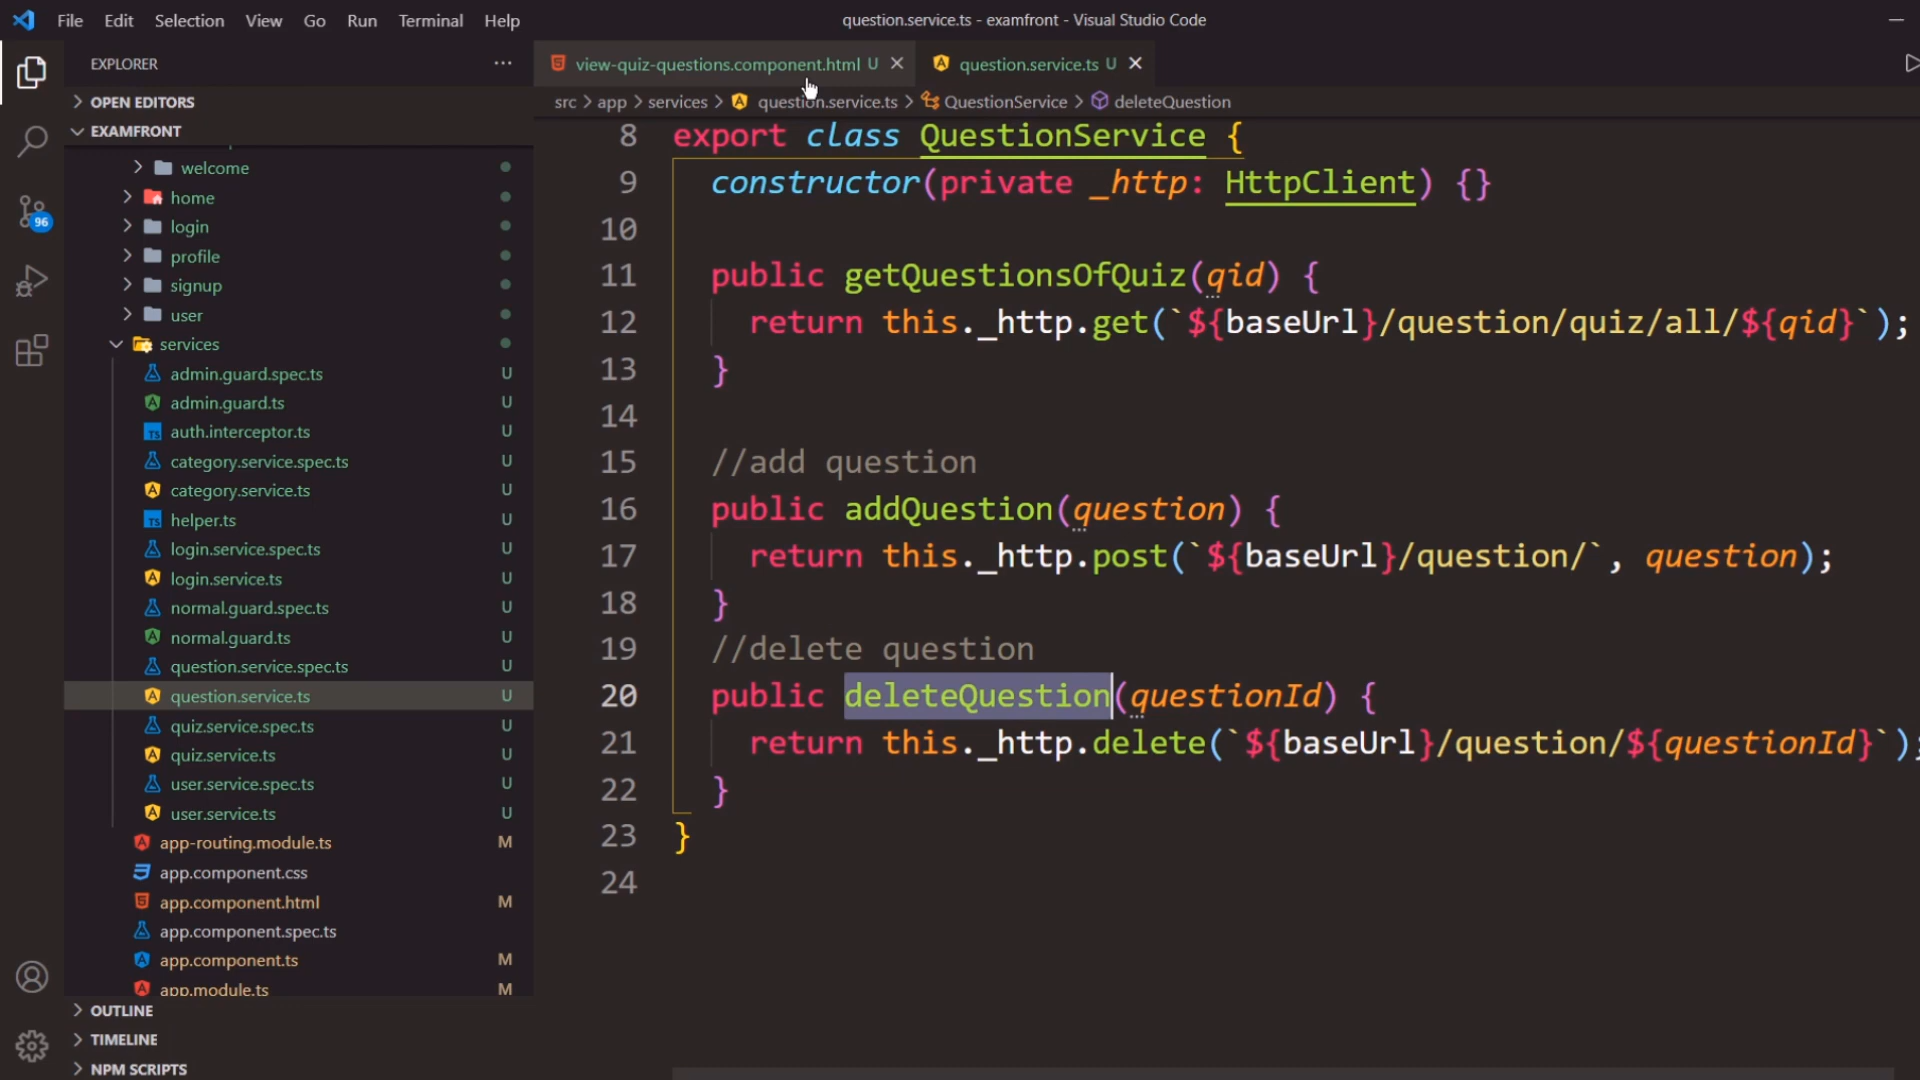 File Edit Selection View Go Run Terminal Help
question.service.ts - examfront - Visual Studio Code
EXPLORER
view-quiz-questions.component.html U
question.service.ts U
src > app > services > question.service.ts > QuestionService > deleteQuestion
OPEN EDITORS
EXAMFRONT
welcome
home
login
profile
signup
user
services
admin.guard.spec.ts U
admin.guard.ts U
TS auth.interceptor.ts U
category.service.spec.ts U
category.service.ts U
TS helper.ts U
login.service.spec.ts U
login.service.ts U
normal.guard.spec.ts U
normal.guard.ts U
question.service.spec.ts U
question.service.ts U
quiz.service.spec.ts U
quiz.service.ts U
user.service.spec.ts U
user.service.ts U
app-routing.module.ts M
app.component.css
app.component.html M
app.component.spec.ts
app.component.ts M
app.module.ts M
OUTLINE
TIMELINE
NPM SCRIPTS
96
8 export class QuestionService {
9 constructor(private _http: HttpClient) {}
10
11 public getQuestionsOfQuiz(qid) {
12 return this._http.get(`${baseUrl}/question/quiz/all/${qid}`);
13 }
14
15 //add question
16 public addQuestion(question) {
17 return this._http.post(`${baseUrl}/question/`, question);
18 }
19 //delete question
20 public deleteQuestion(questionId) {
21 return this._http.delete(`${baseUrl}/question/${questionId}`);
22 }
23 }
24